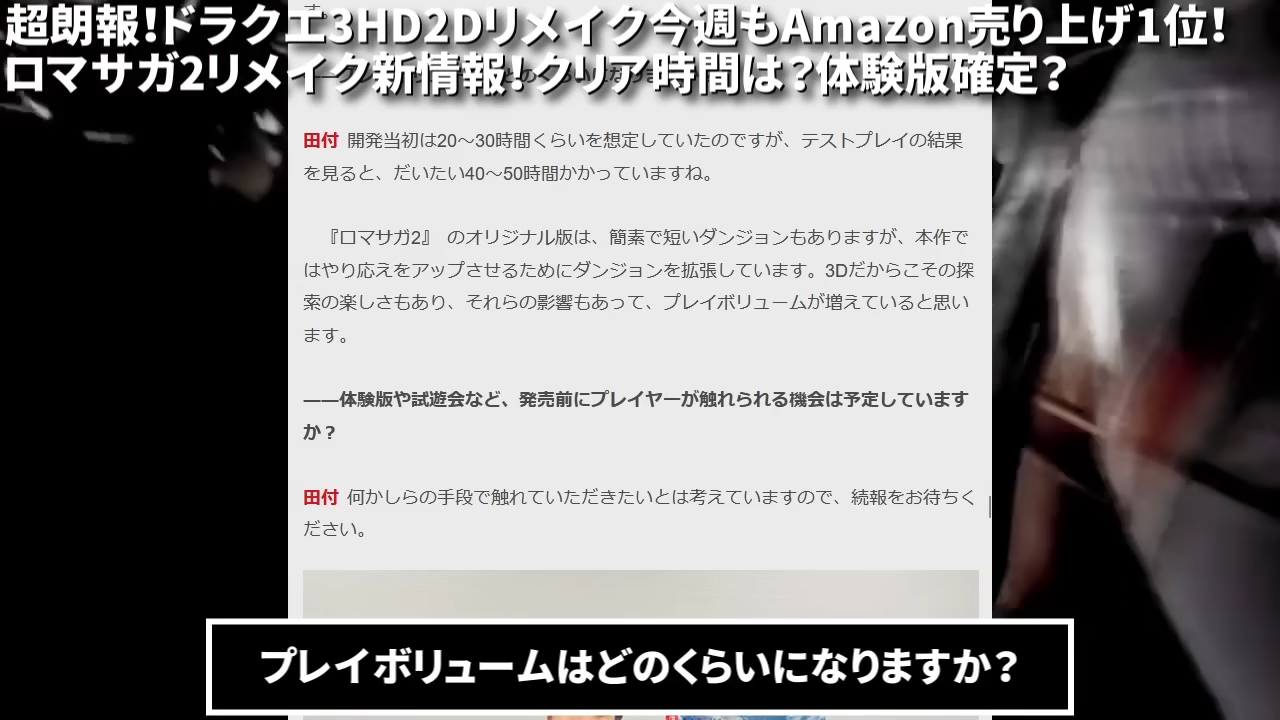 超朗報！ドラクエ3HD2Dリメイク今週もAmazon売り上げ1位！
ロマサガ2リメイク新情報！クリア時間は？体験版確定？
田付 開発当初は20～30時間くらいを想定していたのですが、テストプレイの結果
を見ると、だいたい40～50時間かかっていますね。
『ロマサガ2』 のオリジナル版は、簡素で短いダンジョンもありますが、本作で
はやり応えをアップさせるためにダンジョンを拡張しています。3Dだからこその探
索の楽しさもあり、それらの影響もあって、プレイボリュームが増えていると思い
ます。
――体験版や試遊会など、発売前にプレイヤーが触れられる機会は予定しています
か？
田付 何かしらの手段で触れていただきたいとは考えていますので、続報をお待ちく
ださい。
プレイボリュームはどのくらいになりますか？